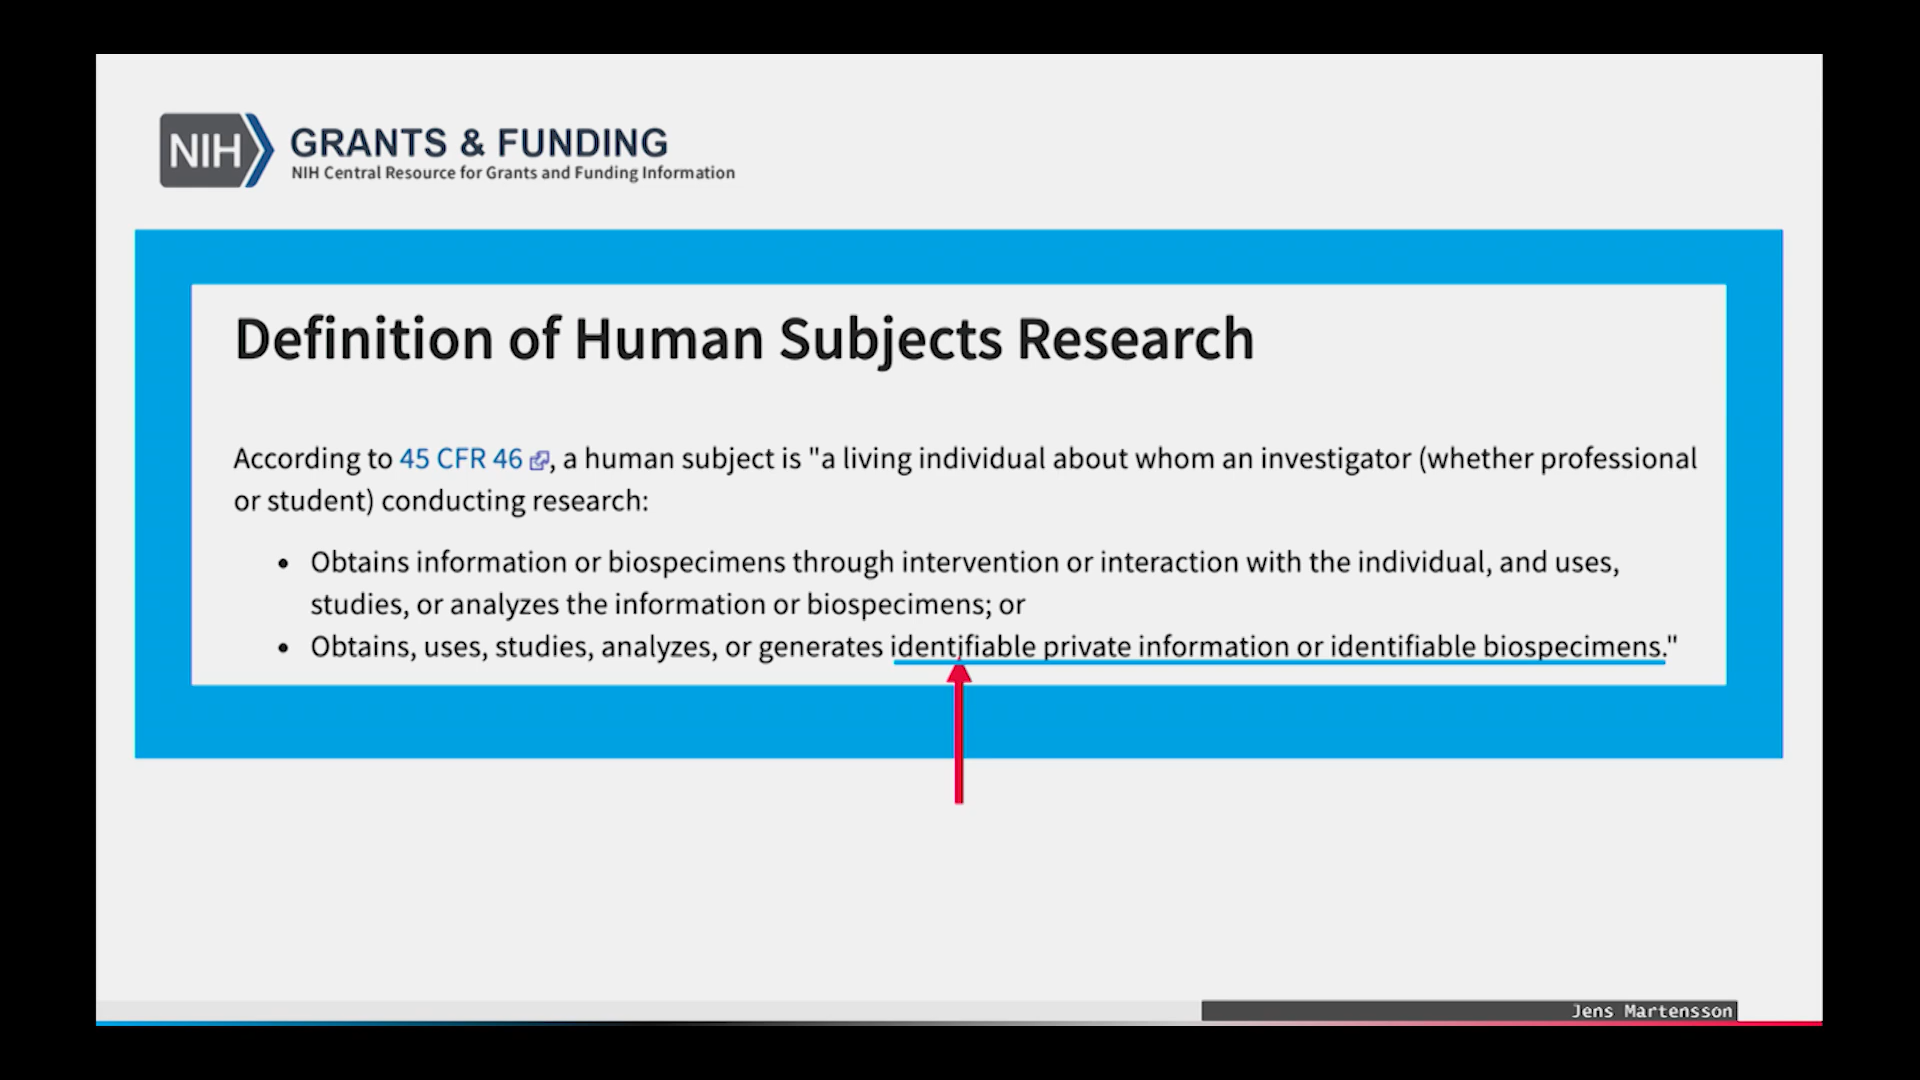 NIH GRANTS & FUNDING
NIH Central Resource for Grants and Funding Information
Definition of Human Subjects Research
According to 45 CFR 46, a human subject is "a living individual about whom an investigator (whether professional
or student) conducting research:
• Obtains information or biospecimens through intervention or interaction with the individual, and uses,
studies, or analyzes the information or biospecimens; or
• Obtains, uses, studies, analyzes, or generates identifiable private information or identifiable biospecimens."
Jens Martensson